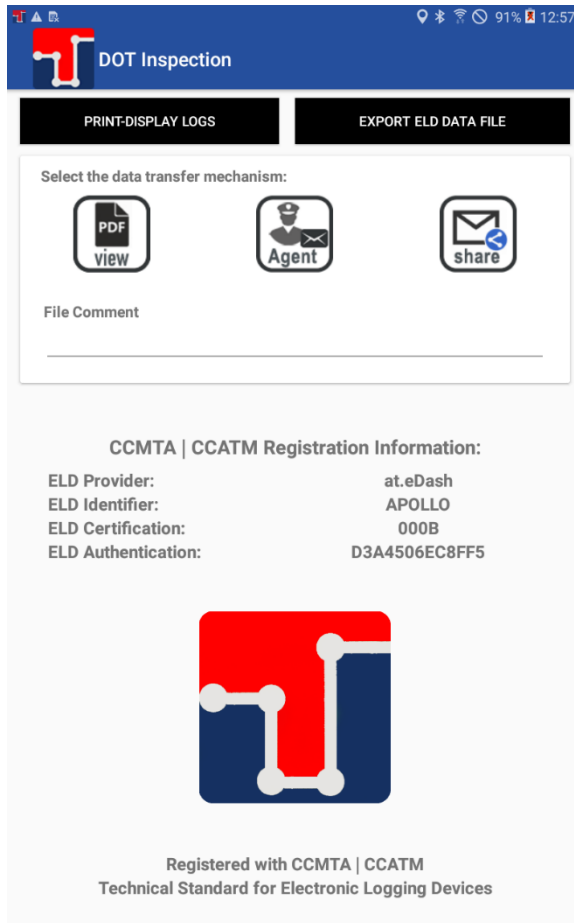 91% 12:57
DOT Inspection
PRINT-DISPLAY LOGS
EXPORT ELD DATA FILE
Select the data transfer mechanism:
PDF
view
Agent
share
File Comment
CCMTA | CCATM Registration Information:
ELD Provider: at.eDash
ELD Identifier: APOLLO
ELD Certification: 000B
ELD Authentication: D3A4506EC8FF5
Registered with CCMTA | CCATM
Technical Standard for Electronic Logging Devices